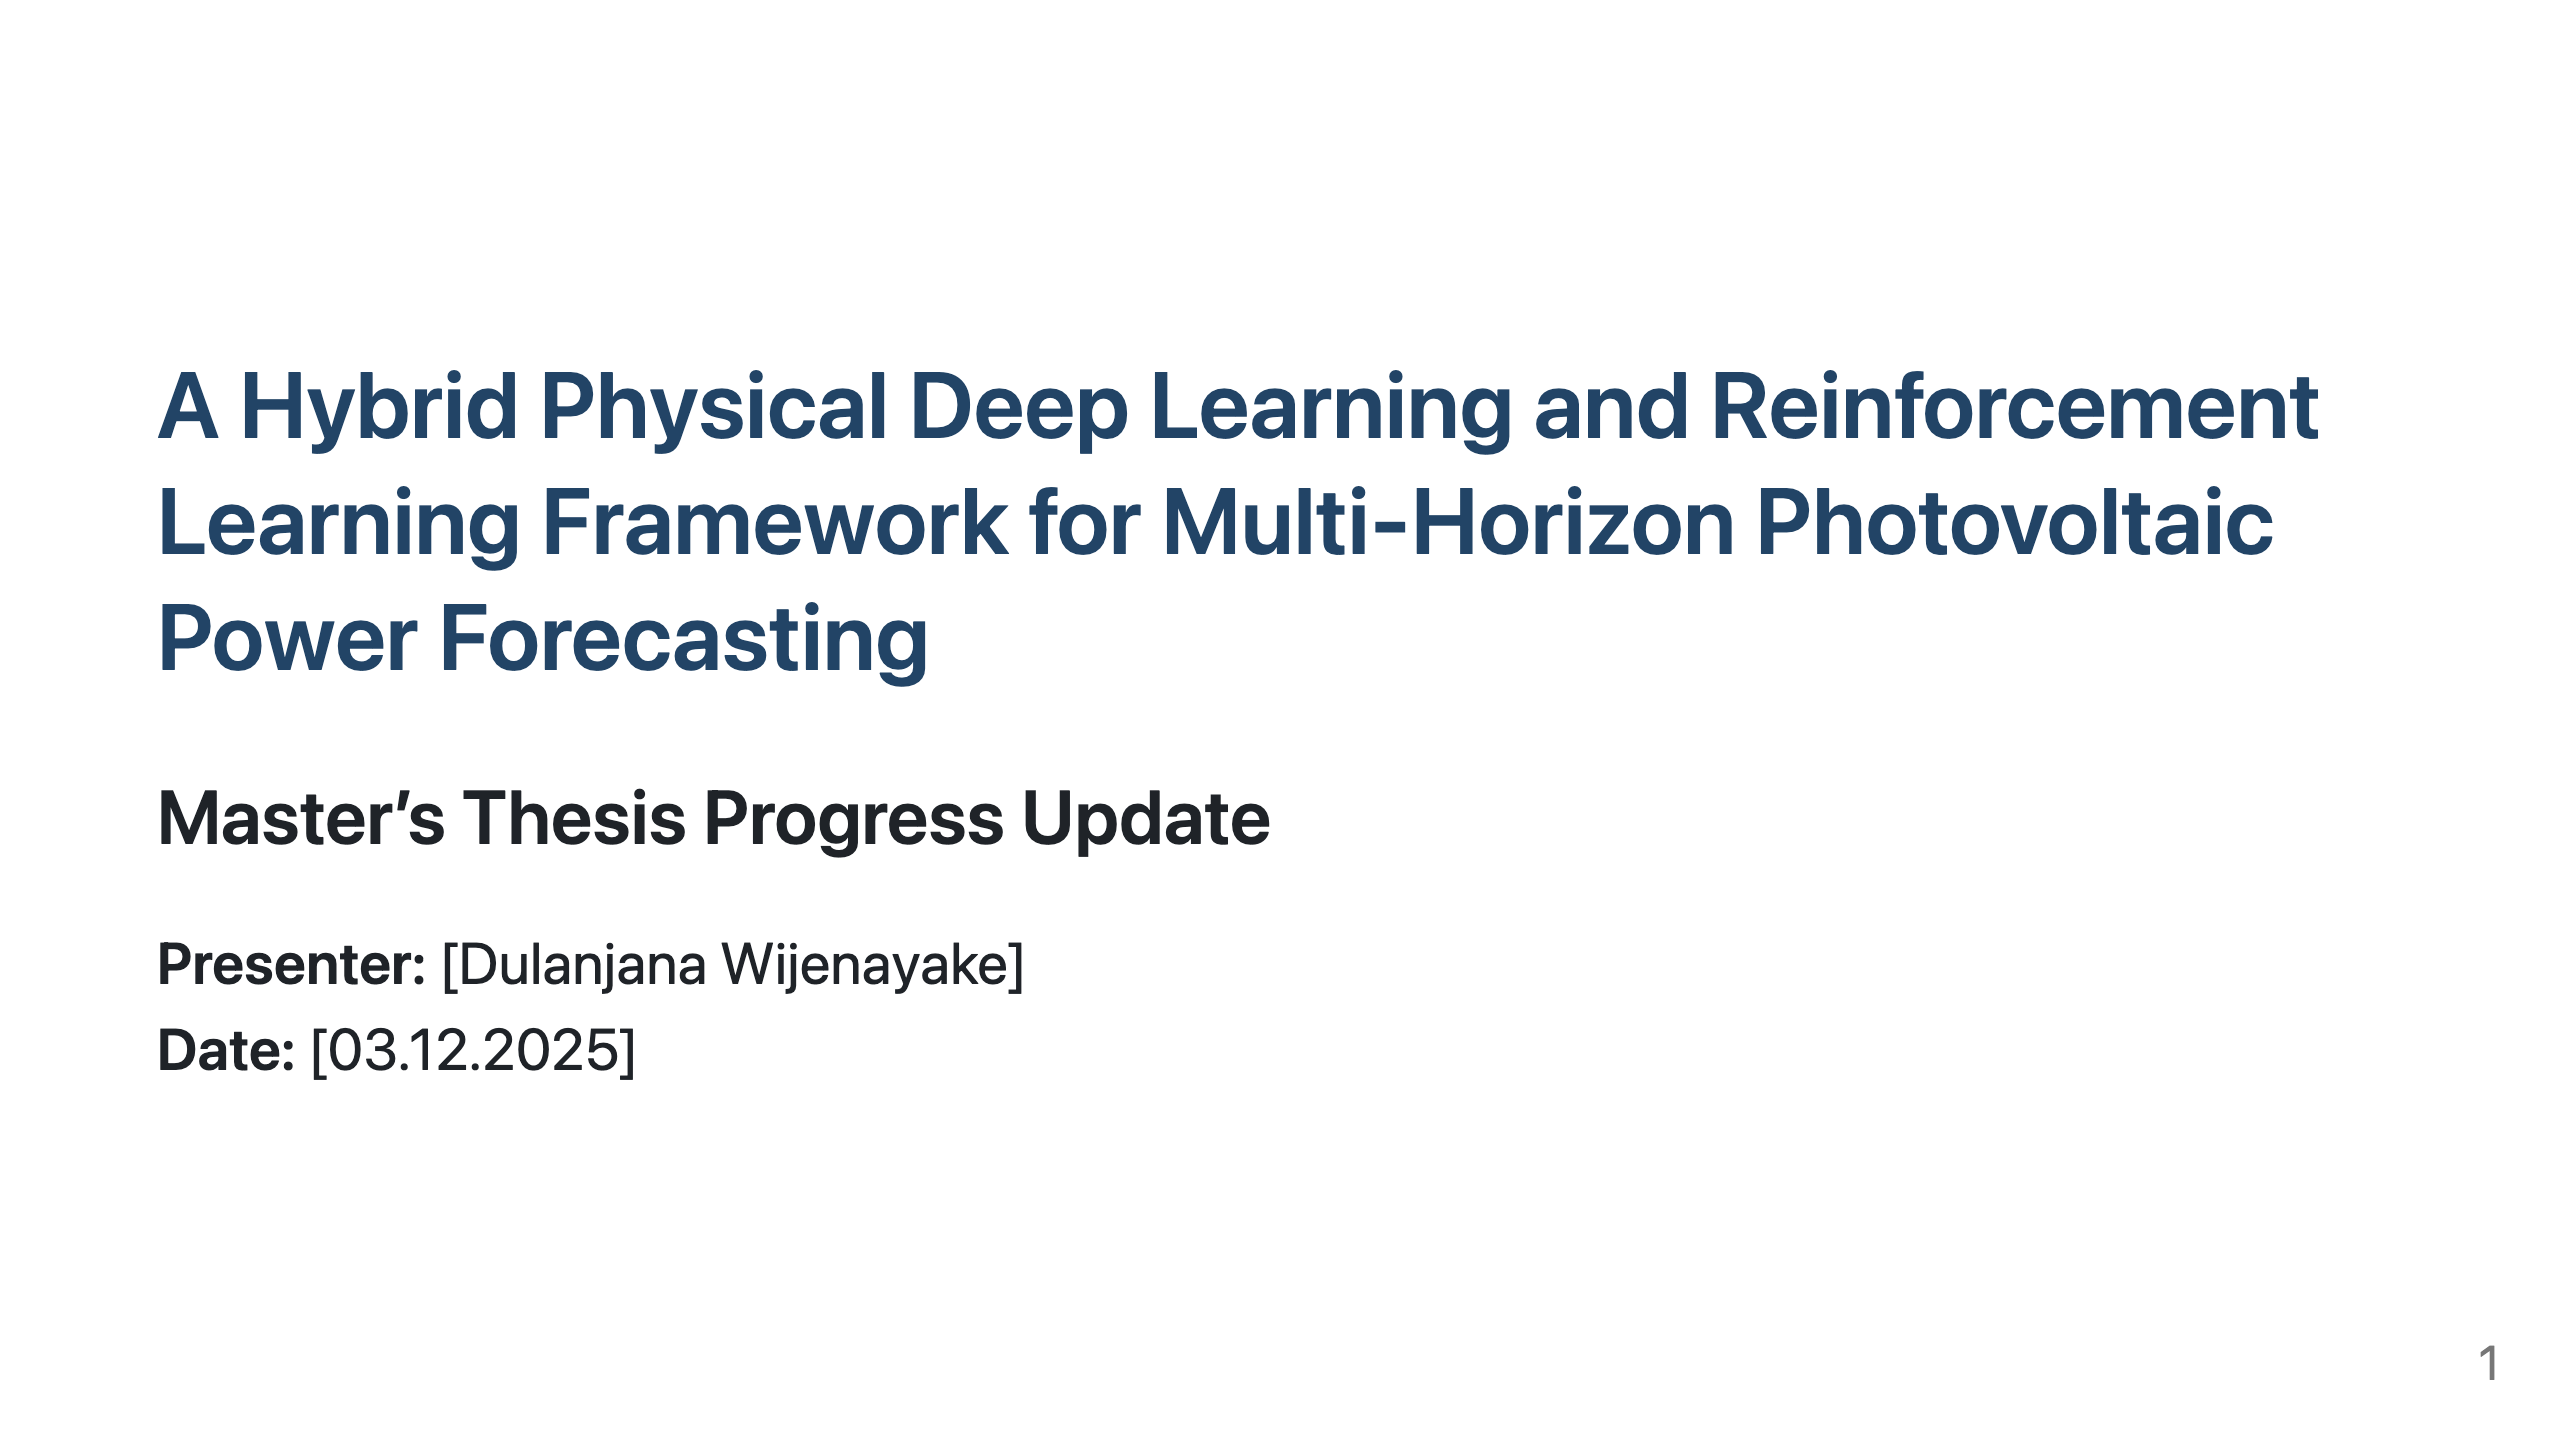 A Hybrid Physical Deep Learning and Reinforcement
Learning Framework for Multi-Horizon Photovoltaic
Power Forecasting
Master’s Thesis Progress Update
Presenter: [Dulanjana Wijenayake]
Date: [03.12.2025]
1